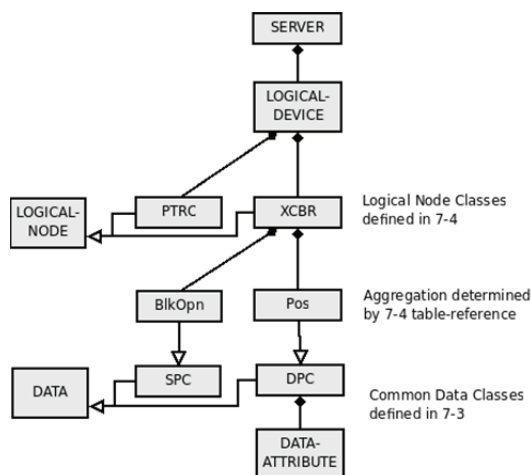 SERVER
LOGICAL-
DEVICE
LOGICAL-
NODE
PTRC
XCBR
Logical Node Classes
defined in 7-4
BlkOpn
Pos
Aggregation determined
by 7-4 table-reference
DATA
SPC
DPC
Common Data Classes
defined in 7-3
DATA-
ATTRIBUTE